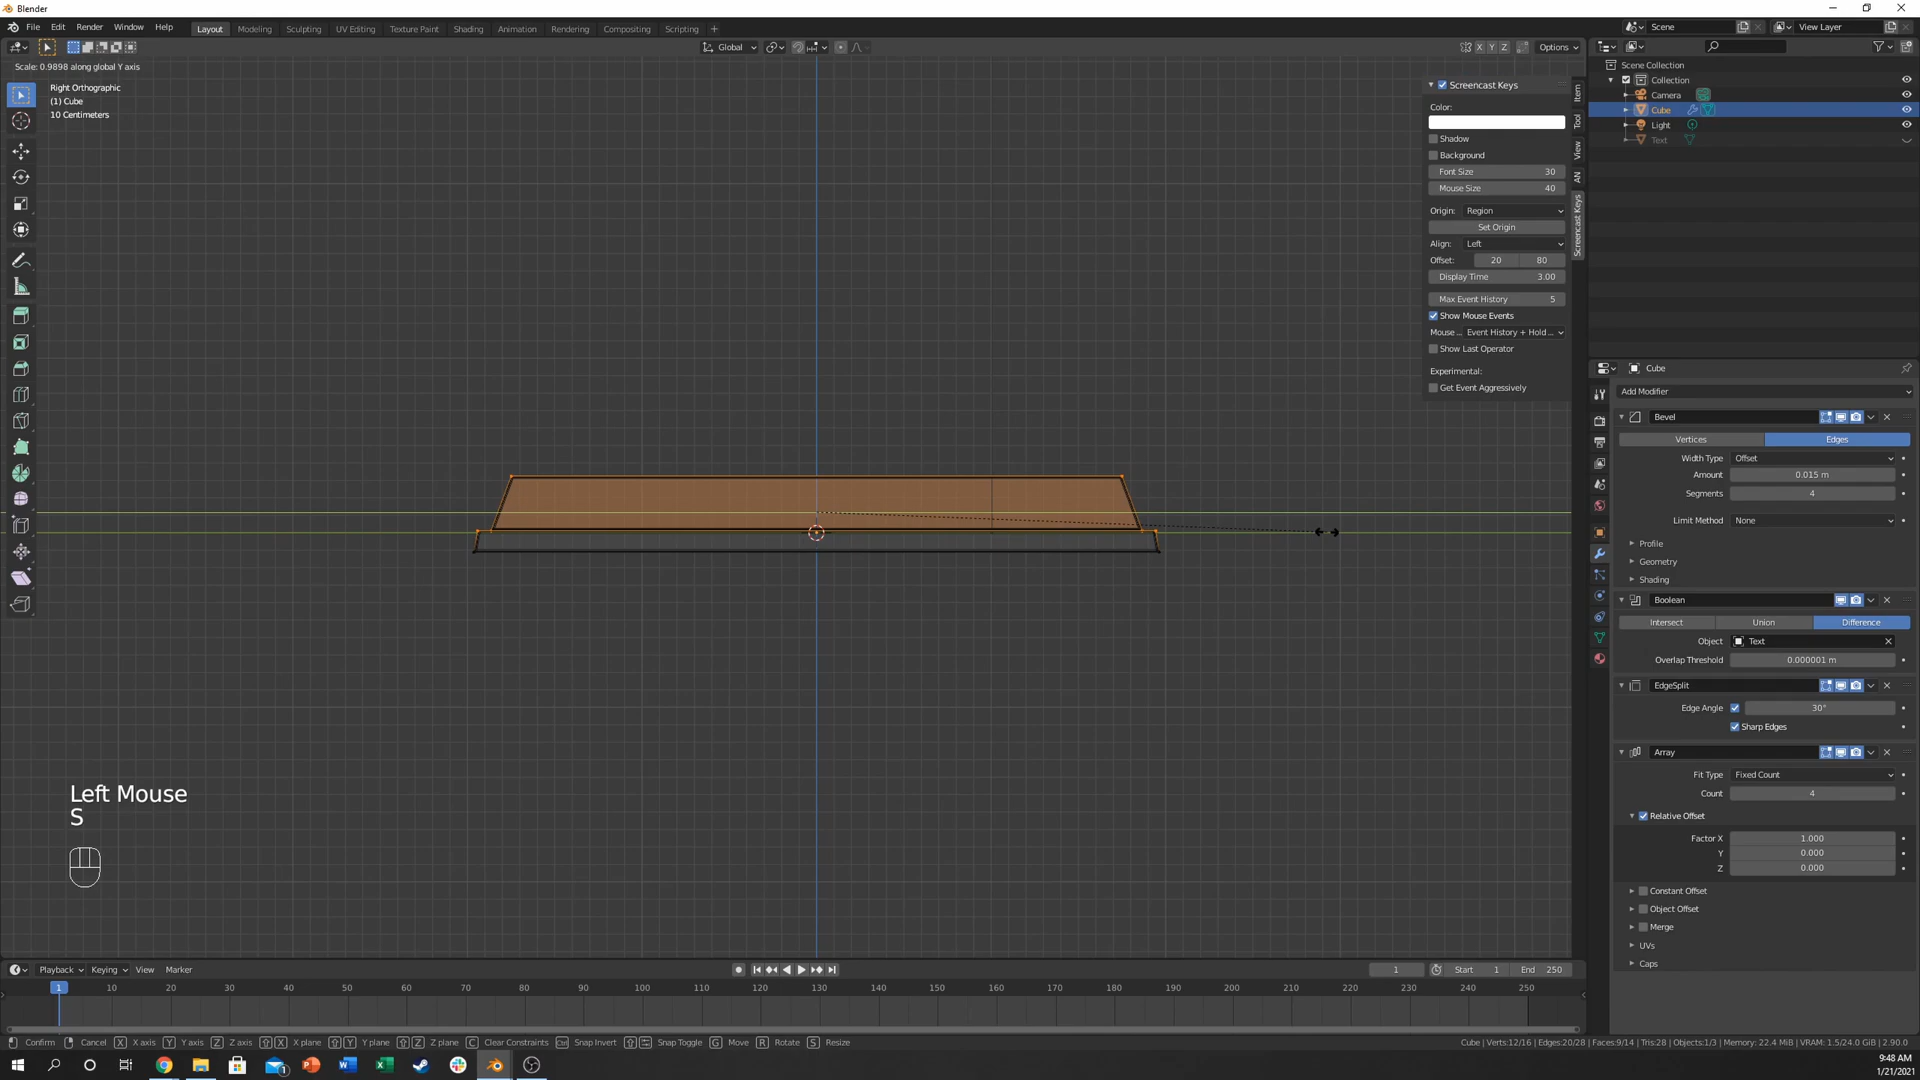 Blender
File Edit Render Window Help
Layout Modeling Sculpting UV Editing Texture Paint Shading Animation Rendering Compositing Scripting +
Scene View Layer
Global X Y Z Options
Scale: 0.9898 along global Y axis
Right Orthographic
(1) Cube
10 Centimeters
Screencast Keys
Color:
Shadow
Background
Font Size 30
Mouse Size 40
Origin: Region
Set Origin
Align: Left
Offset: 20 80
Display Time 3.00
Max Event History 5
Show Mouse Events
Mouse ... Event History + Hold ...
Show Last Operator
Experimental:
Get Event Aggressively
Item
Tool
View
AN
Screencast Keys
Scene Collection
Collection
Camera
Cube
Light
Text
Cube
Add Modifier
Bevel
Vertices Edges
Width Type Offset
Amount 0.015 m
Segments 4
Limit Method None
Profile
Geometry
Shading
Boolean
Intersect Union Difference
Object Text
Overlap Threshold 0.000001 m
EdgeSplit
Edge Angle 30°
Sharp Edges
Array
Fit Type Fixed Count
Count 4
Relative Offset
Factor X 1.000
Y 0.000
Z 0.000
Constant Offset
Object Offset
Merge
UVs
Caps
Left Mouse
S
Playback Keying View Marker
1 Start 1 End 250
1 10 20 30 40 50 60 70 80 90 100 110 120 130 140 150 160 170 180 190 200 210 220 230 240 250
Confirm Cancel X X axis Y Y axis Z Z axis X X plane Y Y plane Z Z plane C Clear Constraints Snap Invert Snap Toggle G Move R Rotate S Resize
Cube | Verts:12/16 | Edges:20/28 | Faces:9/14 | Tris:28 | Objects:1/3 | Memory: 22.4 MiB | VRAM: 1.5/24.0 GiB | 2.90.0
9:48 AM
1/21/2021